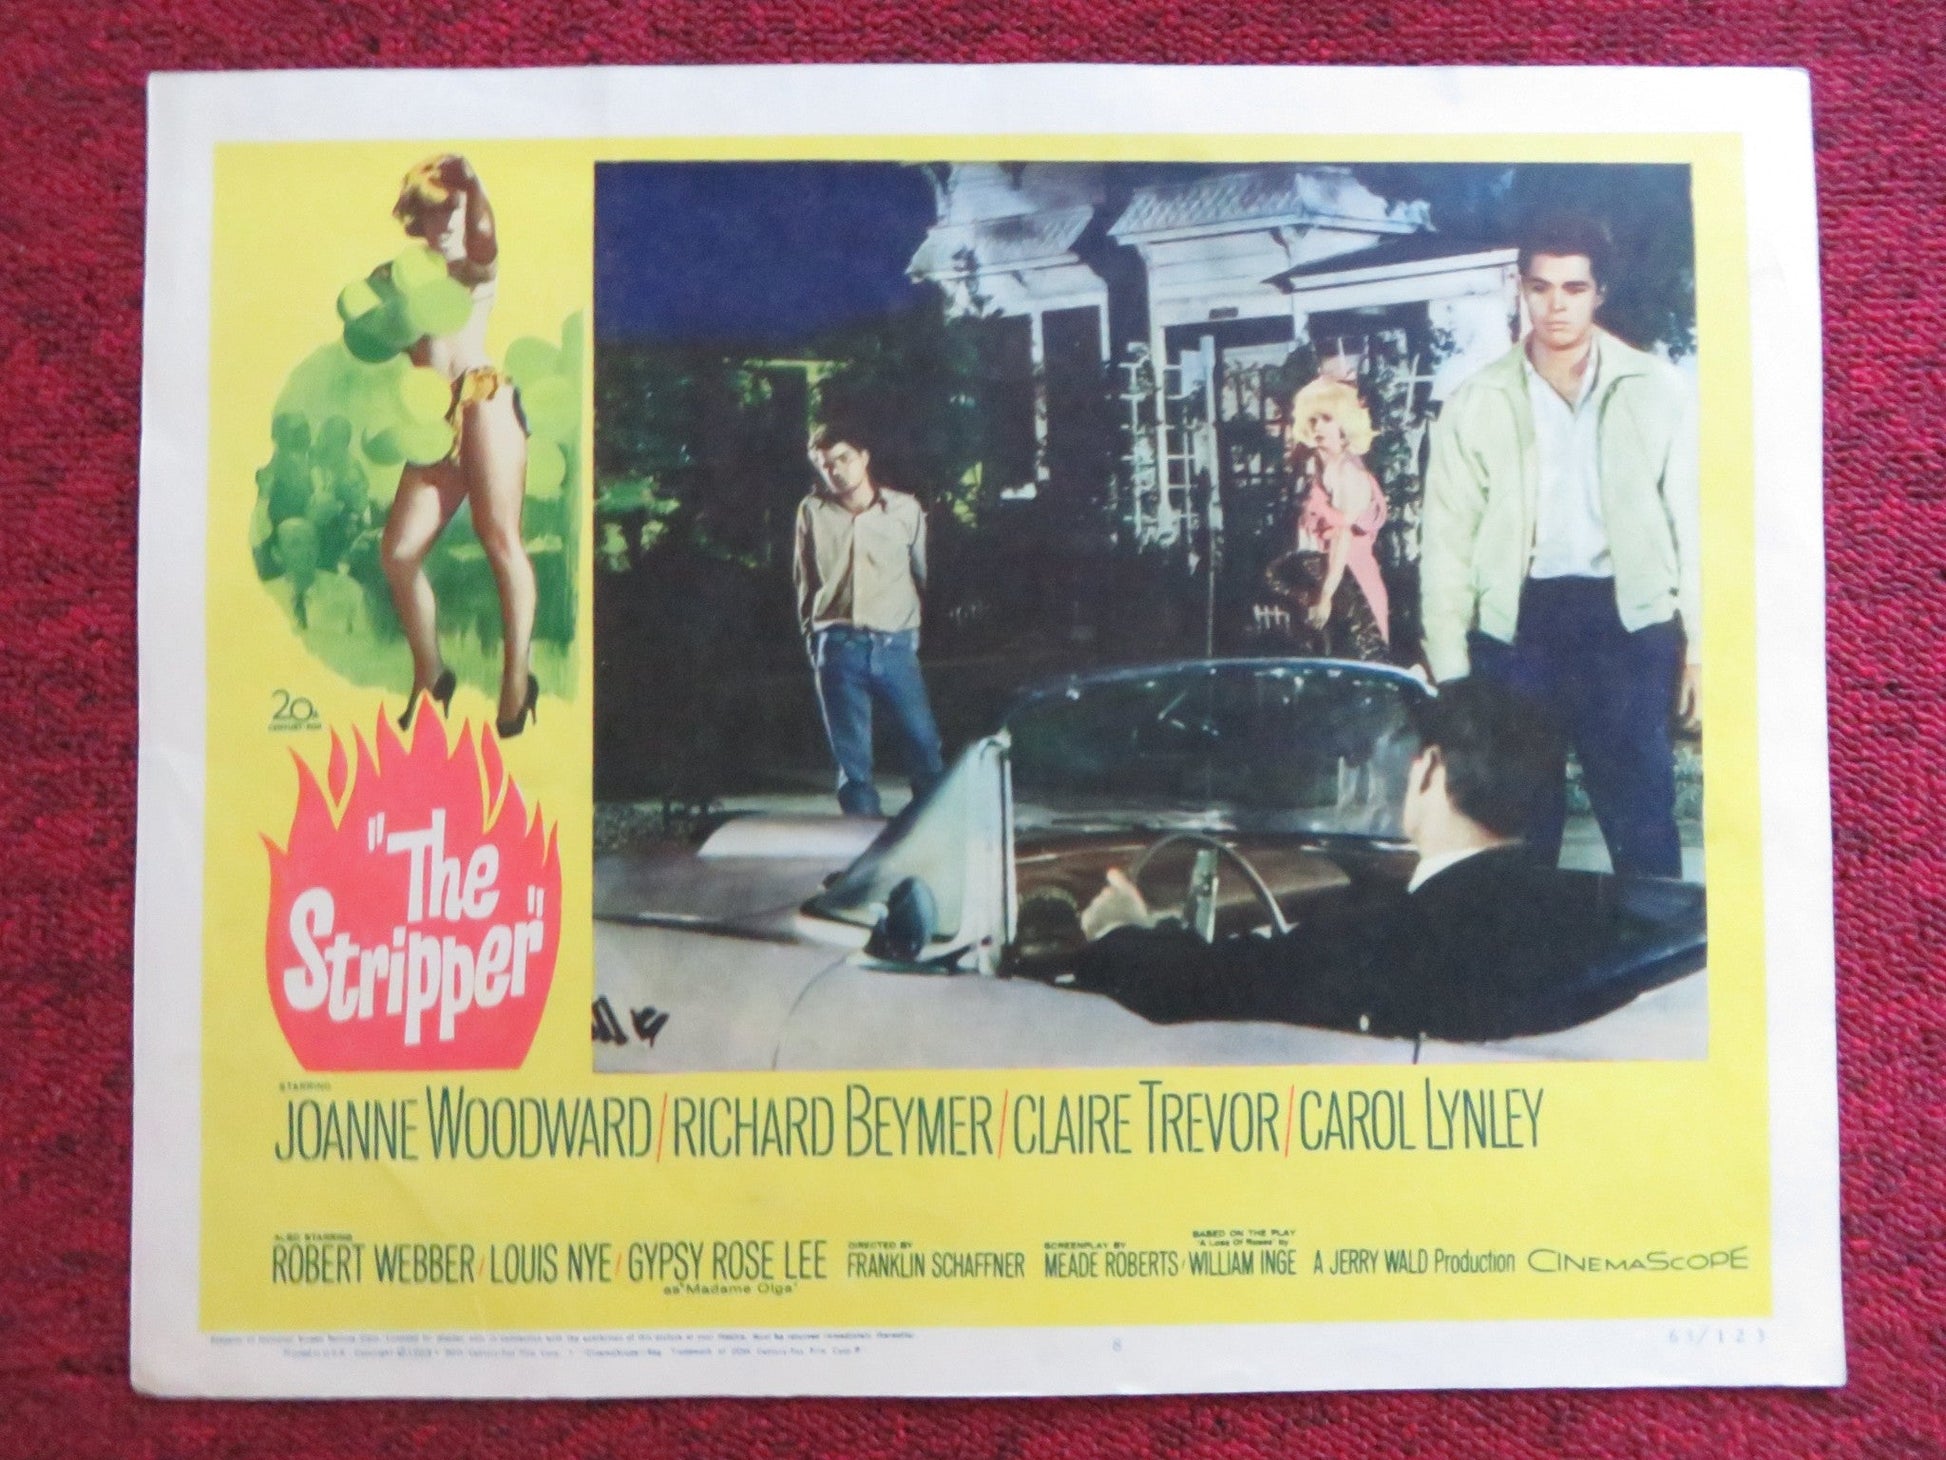 20th
CENTURY-FOX
"The
Stripper"
STARRING
JOANNE WOODWARD/RICHARD BEYMER/CLAIRE TREVOR/CAROL LYNLEY
ALSO STARRING
ROBERT WEBBER/LOUIS NYE/GYPSY ROSE LEE
as "Madame Olga"
DIRECTED BY
FRANKLIN SCHAFFNER
SCREENPLAY BY
MEADE ROBERTS
BASED ON THE PLAY
"A Loss Of Roses" by
WILLIAM INGE
A JERRY WALD Production
CINEMASCOPE
8
63/123